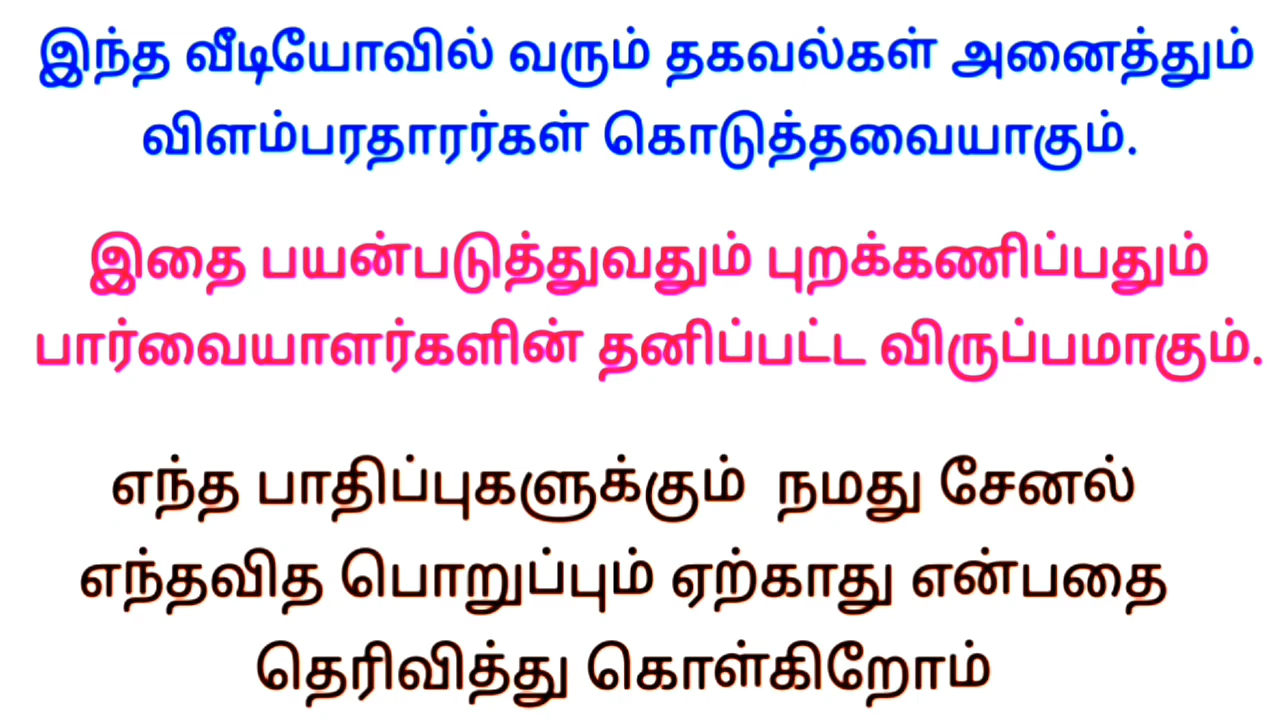 இந்த வீடியோவில் வரும் தகவல்கள் அனைத்தும்
விளம்பரதாரர்கள் கொடுத்தவையாகும்.
இதை பயன்படுத்துவதும் புறக்கணிப்பதும்
பார்வையாளர்களின் தனிப்பட்ட விருப்பமாகும்.
எந்த பாதிப்புகளுக்கும் நமது சேனல்
எந்தவித பொறுப்பும் ஏற்காது என்பதை
தெரிவித்து கொள்கிறோம்